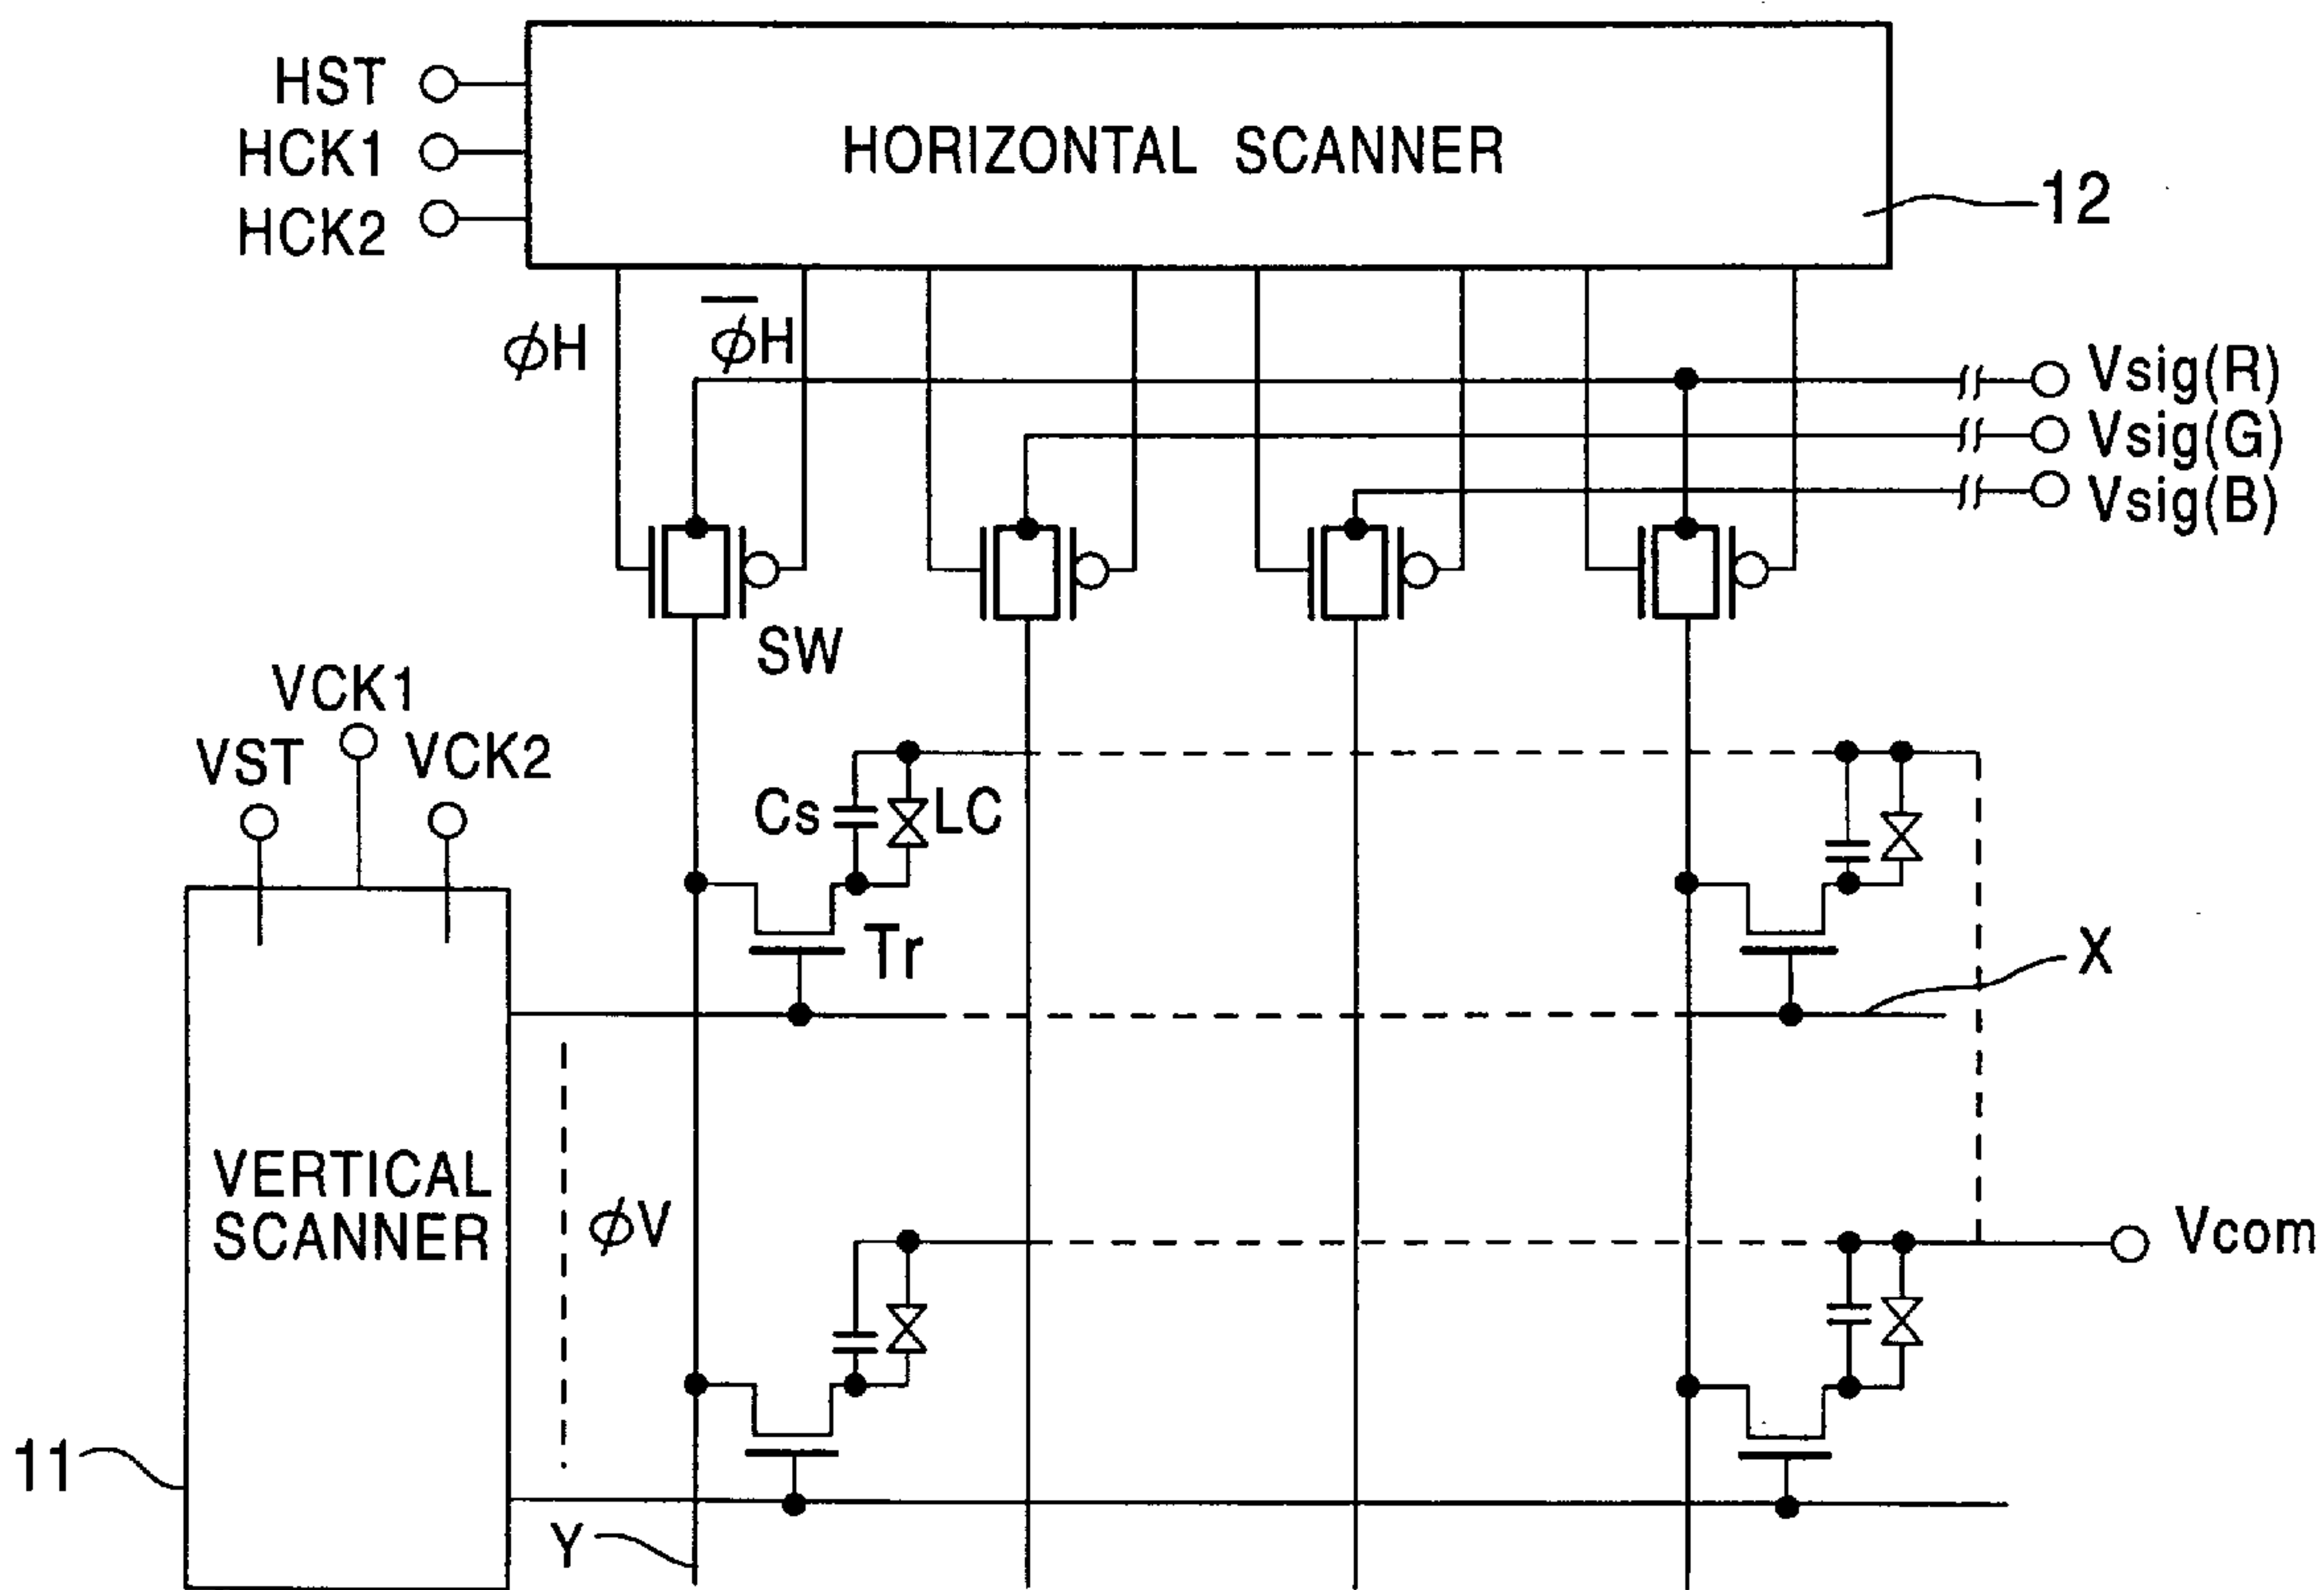 HST
HCK1
HCK2
HORIZONTAL SCANNER
12
ϕH
ϕ̅H
Vsig(R)
Vsig(G)
Vsig(B)
SW
VCK1
VST
VCK2
Cs
LC
Tr
X
VERTICAL
SCANNER
ϕV
Vcom
11
Y